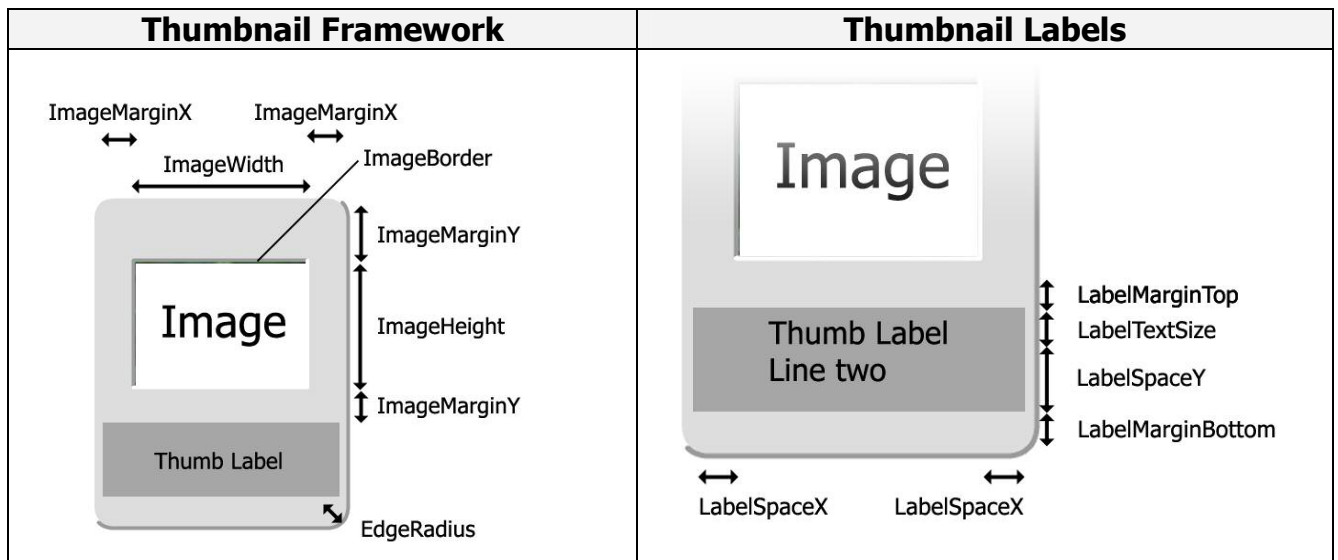 Thumbnail Framework
ImageMarginX ImageMarginX
ImageWidth
ImageBorder
ImageMarginY
Image
ImageHeight
ImageMarginY
Thumb Label
EdgeRadius
Thumbnail Labels
Image
LabelMarginTop
Thumb Label
LabelTextSize
Line two
LabelSpaceY
LabelMarginBottom
LabelSpaceX LabelSpaceX